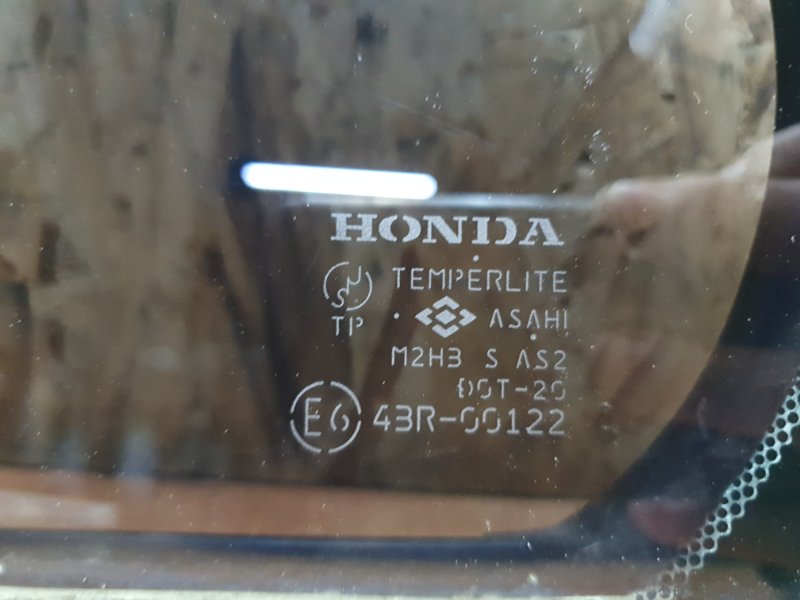 HONDA
TEMPERLITE
TP
ASAHI
M2H3 S AS2
DOT-20
E6 43R-00122